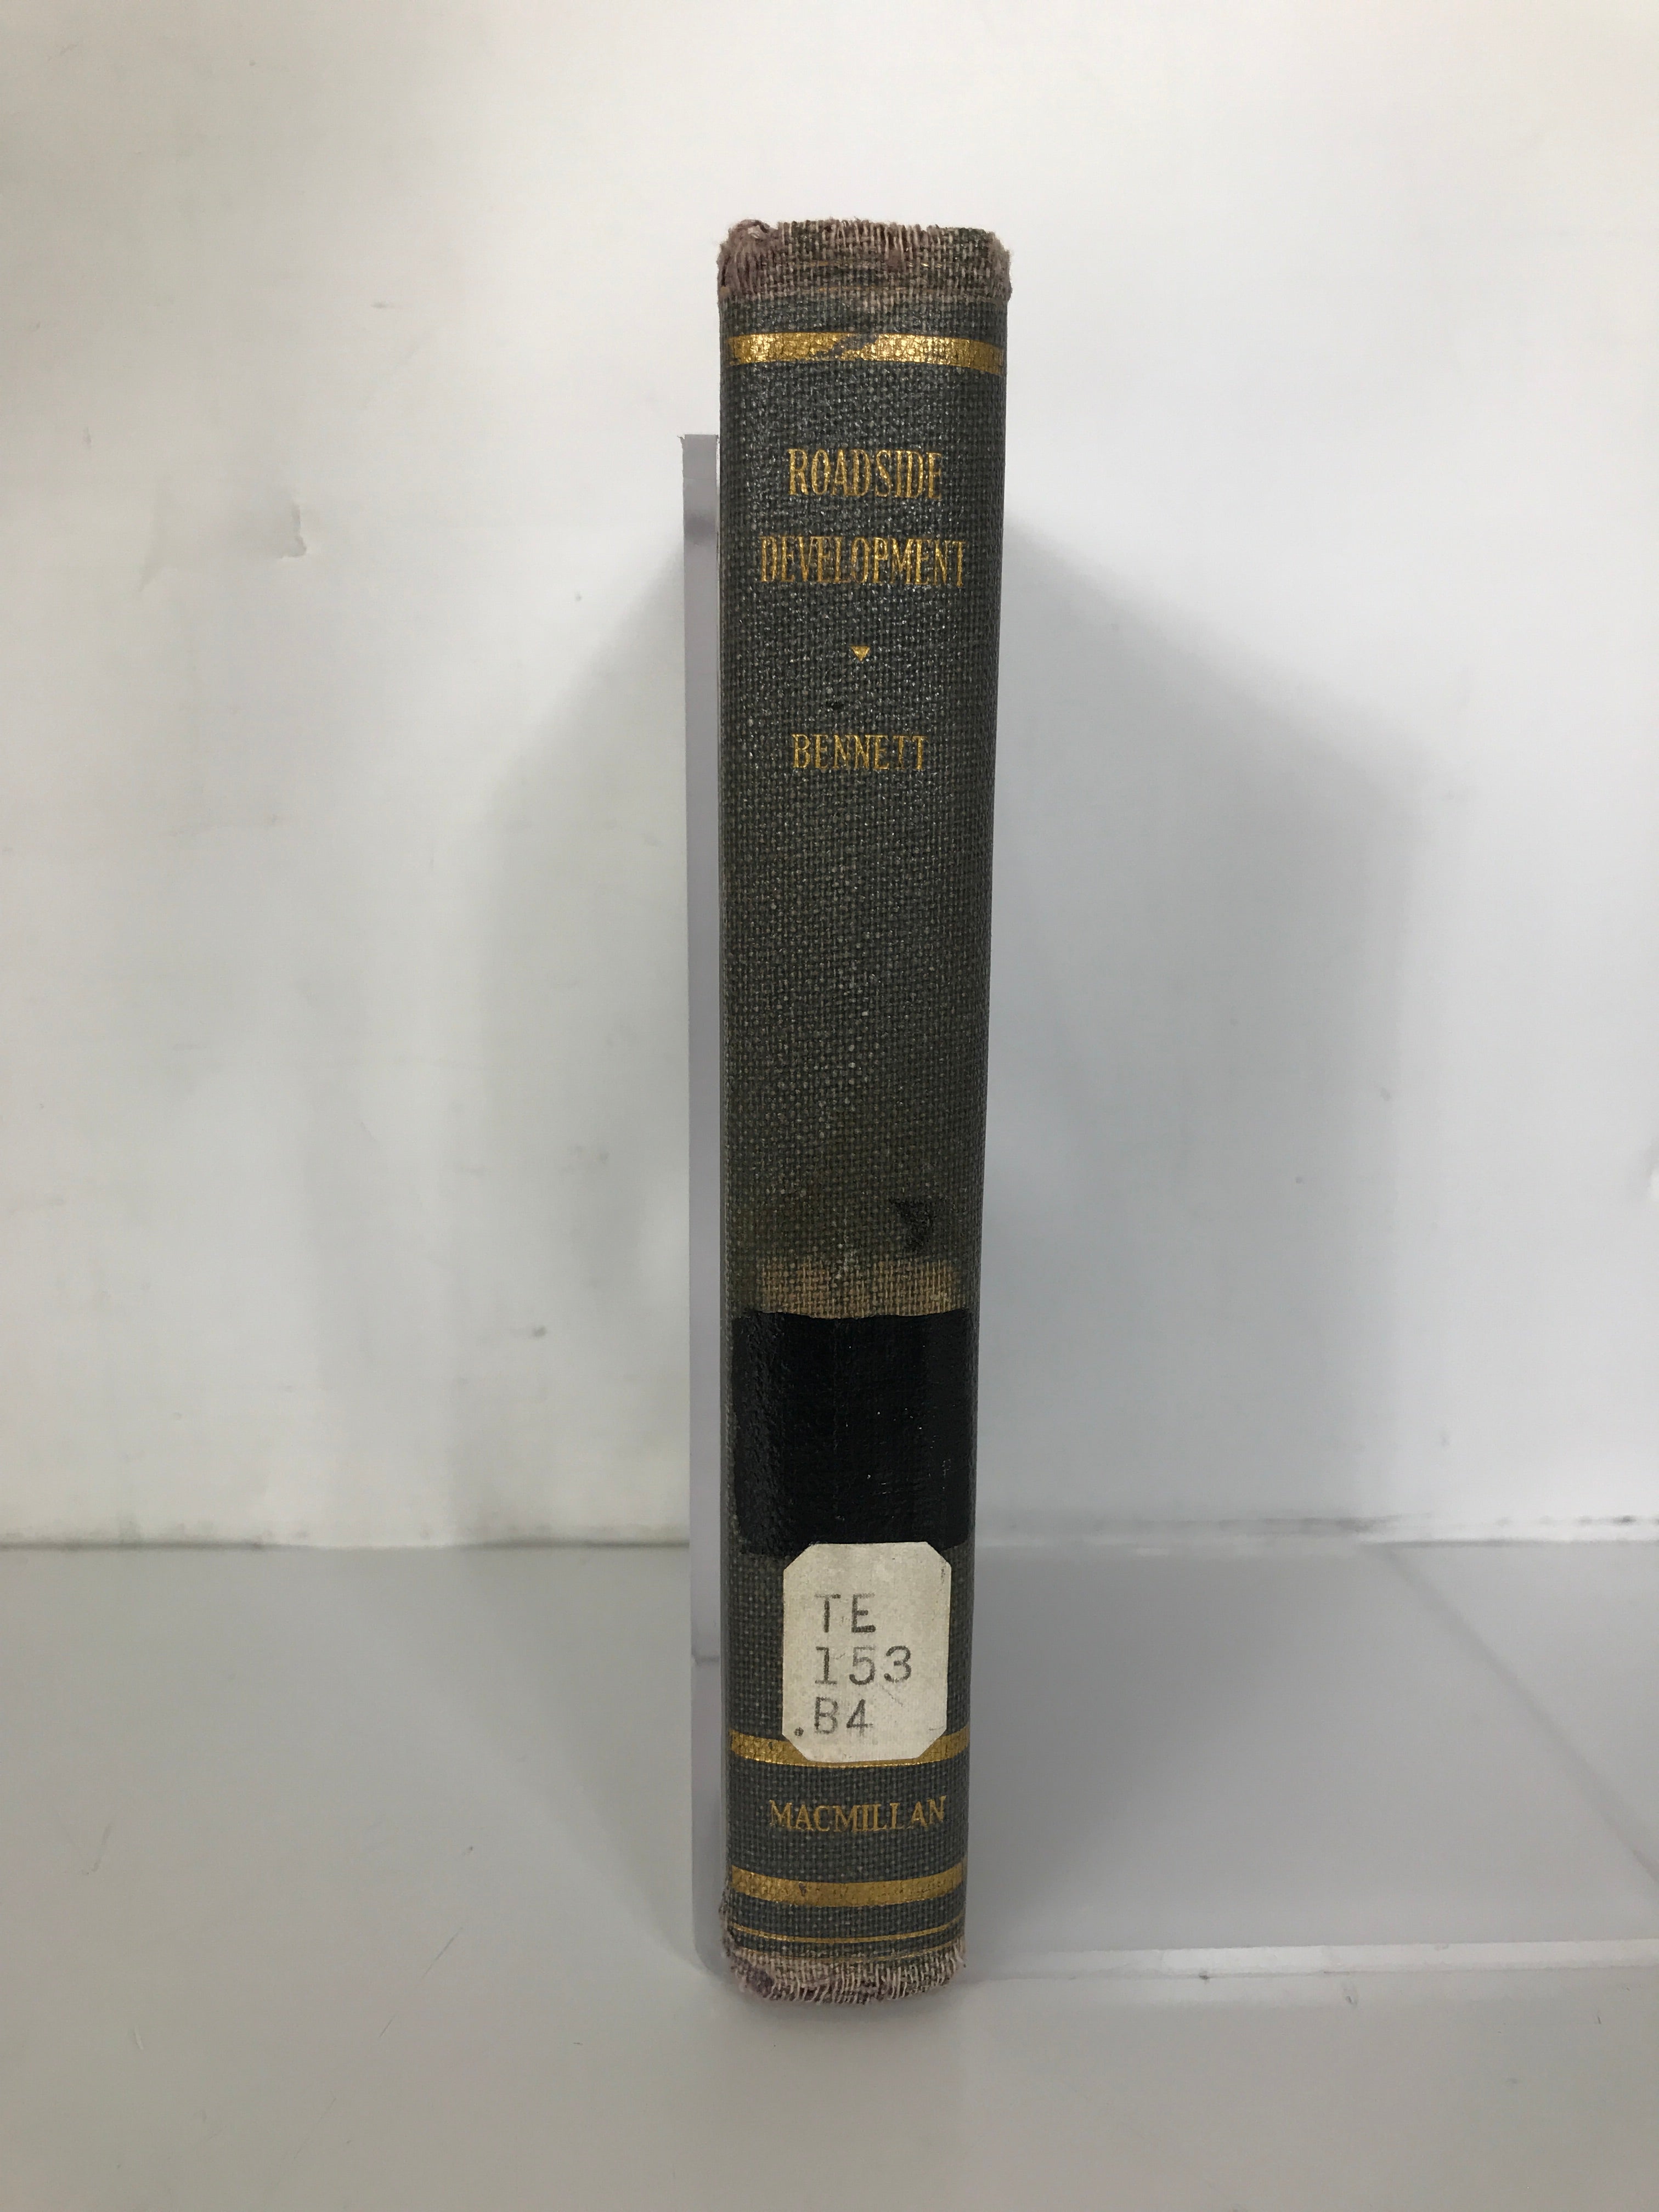 ROADSIDE
DEVELOPMENT
BENNETT
TE
153
.B4
MACMILLAN